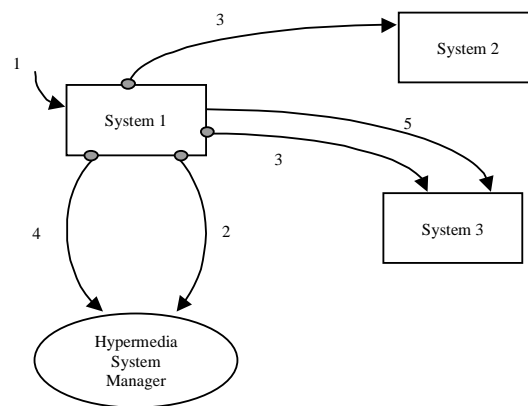 3
System 2
1
System 1
5
3
System 3
4
2
Hypermedia
System
Manager